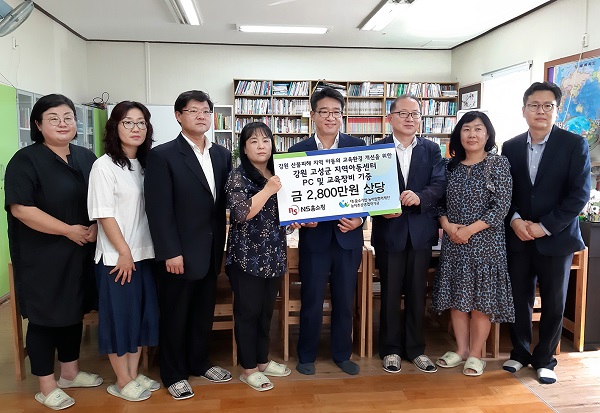 강원 산불피해 지역 아동의 교육환경 개선을 위한
강원 고성군 지역아동센터
PC 및 교육장비 기증
금 2,800만원 상당
NS홈쇼핑